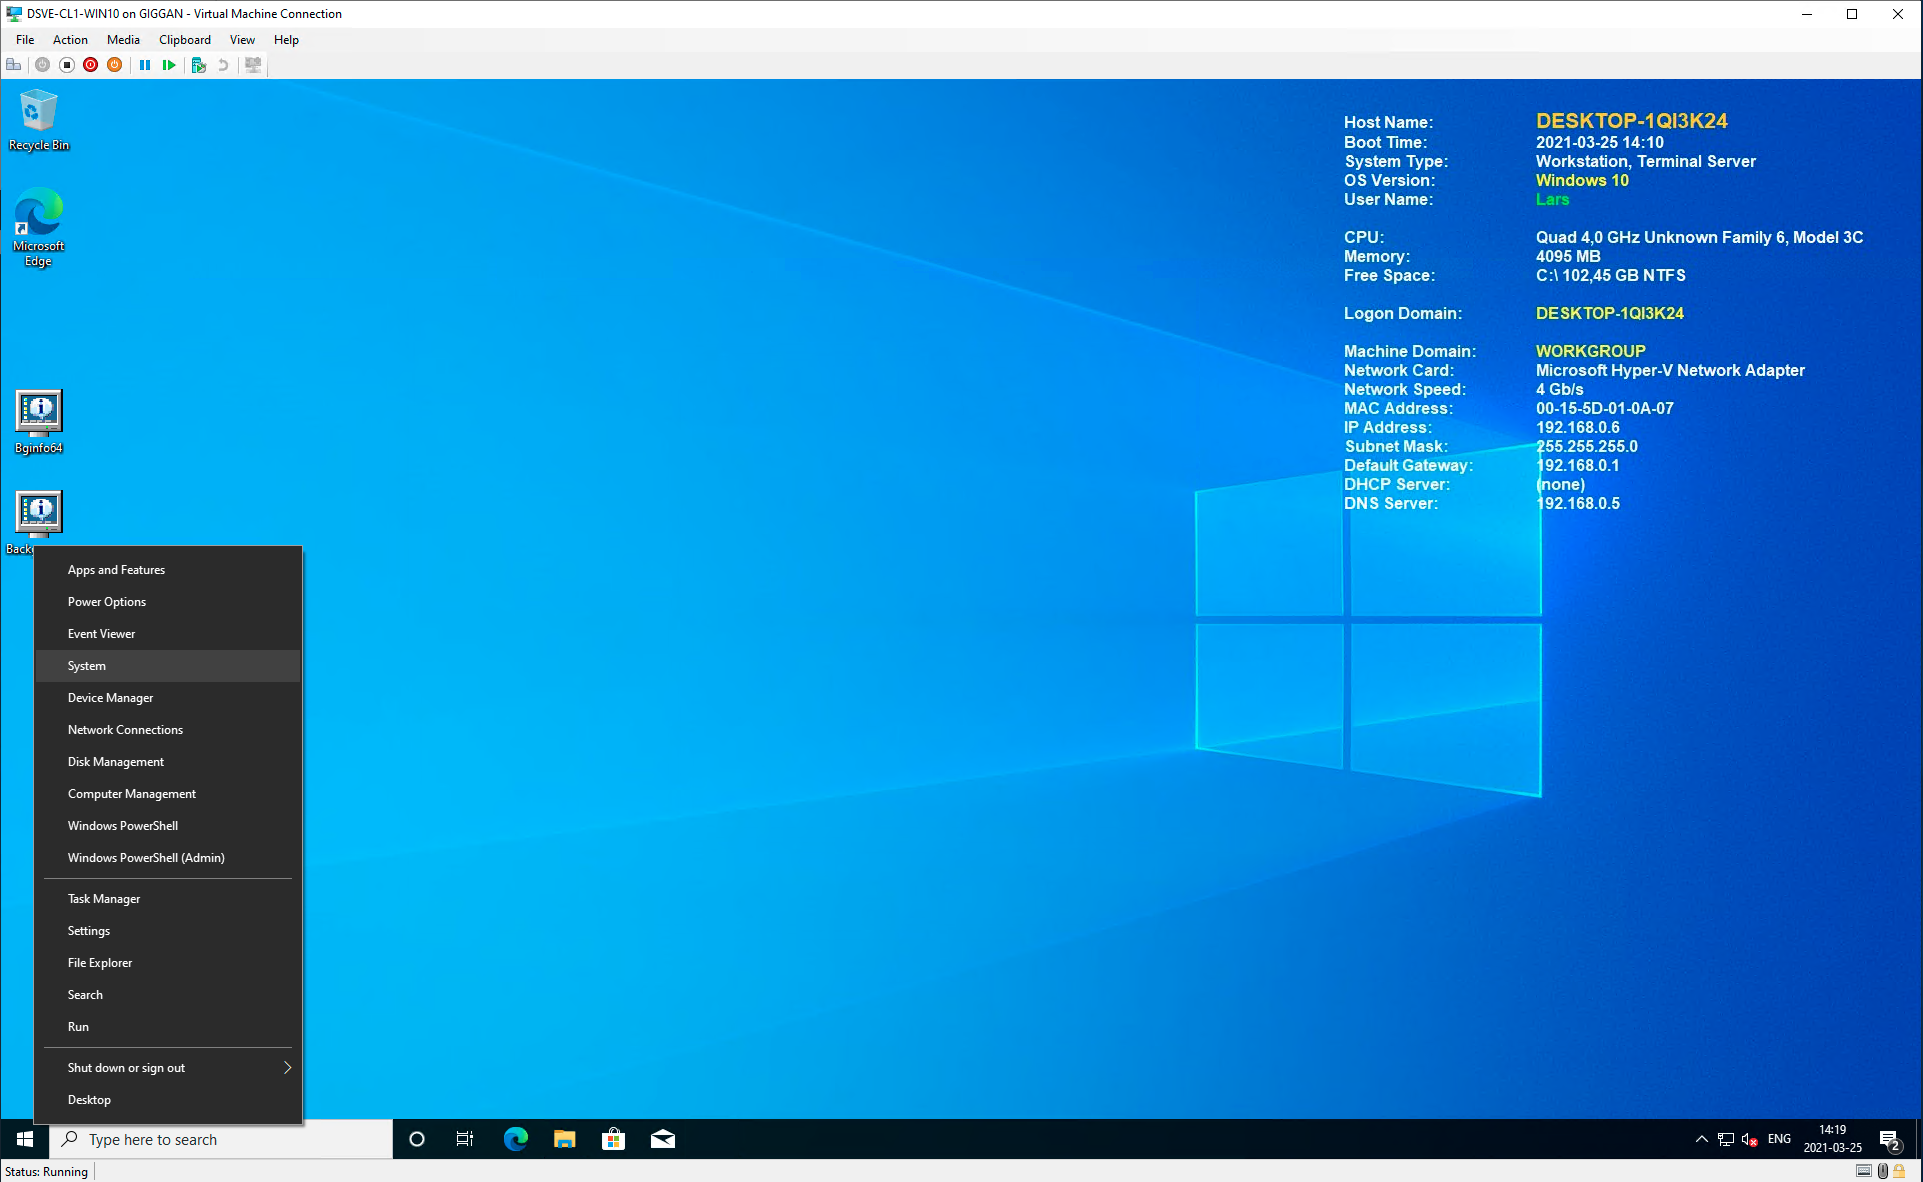 DSVE-CL1-WIN10 on GIGGAN - Virtual Machine Connection
File Action Media Clipboard View Help
Recycle Bin
Microsoft
Edge
Bginfo64
Host Name: DESKTOP-1QI3K24
Boot Time: 2021-03-25 14:10
System Type: Workstation, Terminal Server
OS Version: Windows 10
User Name: Lars
CPU: Quad 4,0 GHz Unknown Family 6, Model 3C
Memory: 4095 MB
Free Space: C:\ 102,45 GB NTFS
Logon Domain: DESKTOP-1QI3K24
Machine Domain: WORKGROUP
Network Card: Microsoft Hyper-V Network Adapter
Network Speed: 4 Gb/s
MAC Address: 00-15-5D-01-0A-07
IP Address: 192.168.0.6
Subnet Mask: 255.255.255.0
Default Gateway: 192.168.0.1
DHCP Server: (none)
DNS Server: 192.168.0.5
Apps and Features
Power Options
Event Viewer
System
Device Manager
Network Connections
Disk Management
Computer Management
Windows PowerShell
Windows PowerShell (Admin)
Task Manager
Settings
File Explorer
Search
Run
Shut down or sign out
Desktop
Type here to search
ENG
14:19
2021-03-25
2
Status: Running